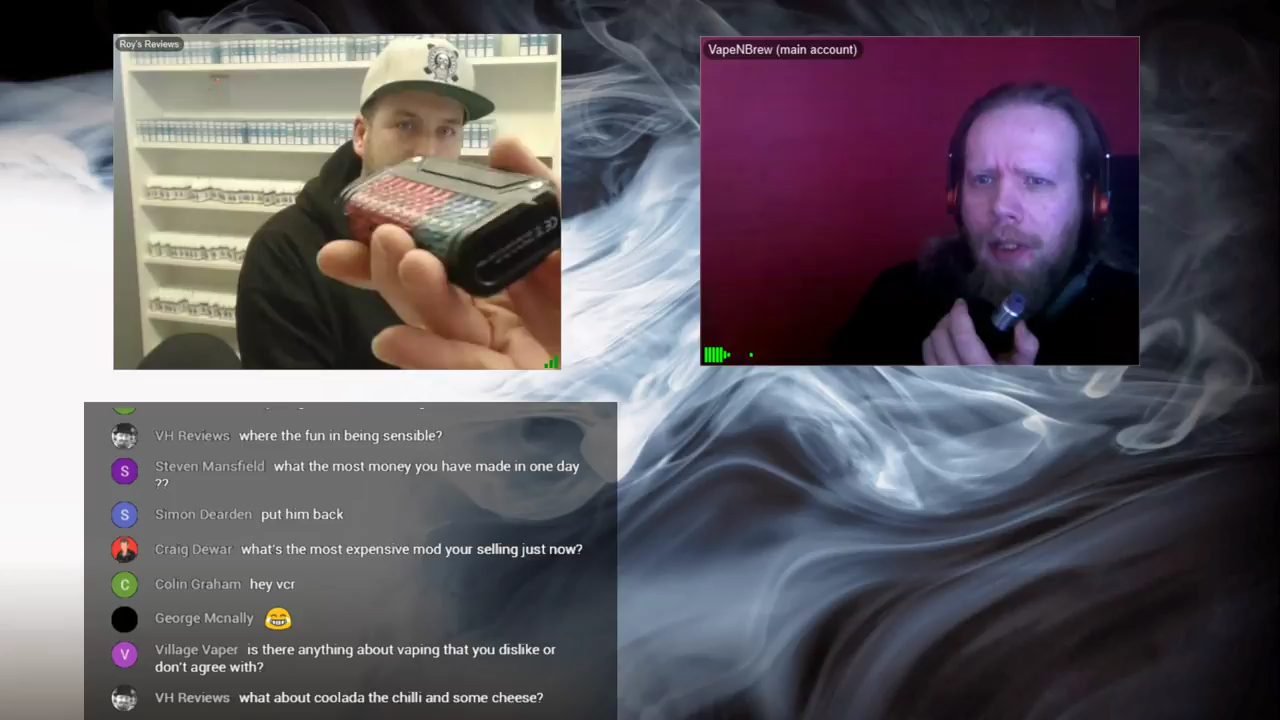 Roy's Reviews
VapeNBrew (main account)
VH Reviews where the fun in being sensible?
Steven Mansfield what the most money you have made in one day
??
S
Simon Dearden put him back
S
Craig Dewar what's the most expensive mod your selling just now?
C
Colin Graham hey vcr
George Mcnally 😂
V
Village Vaper is there anything about vaping that you dislike or
don't agree with?
VH Reviews what about coolada the chilli and some cheese?